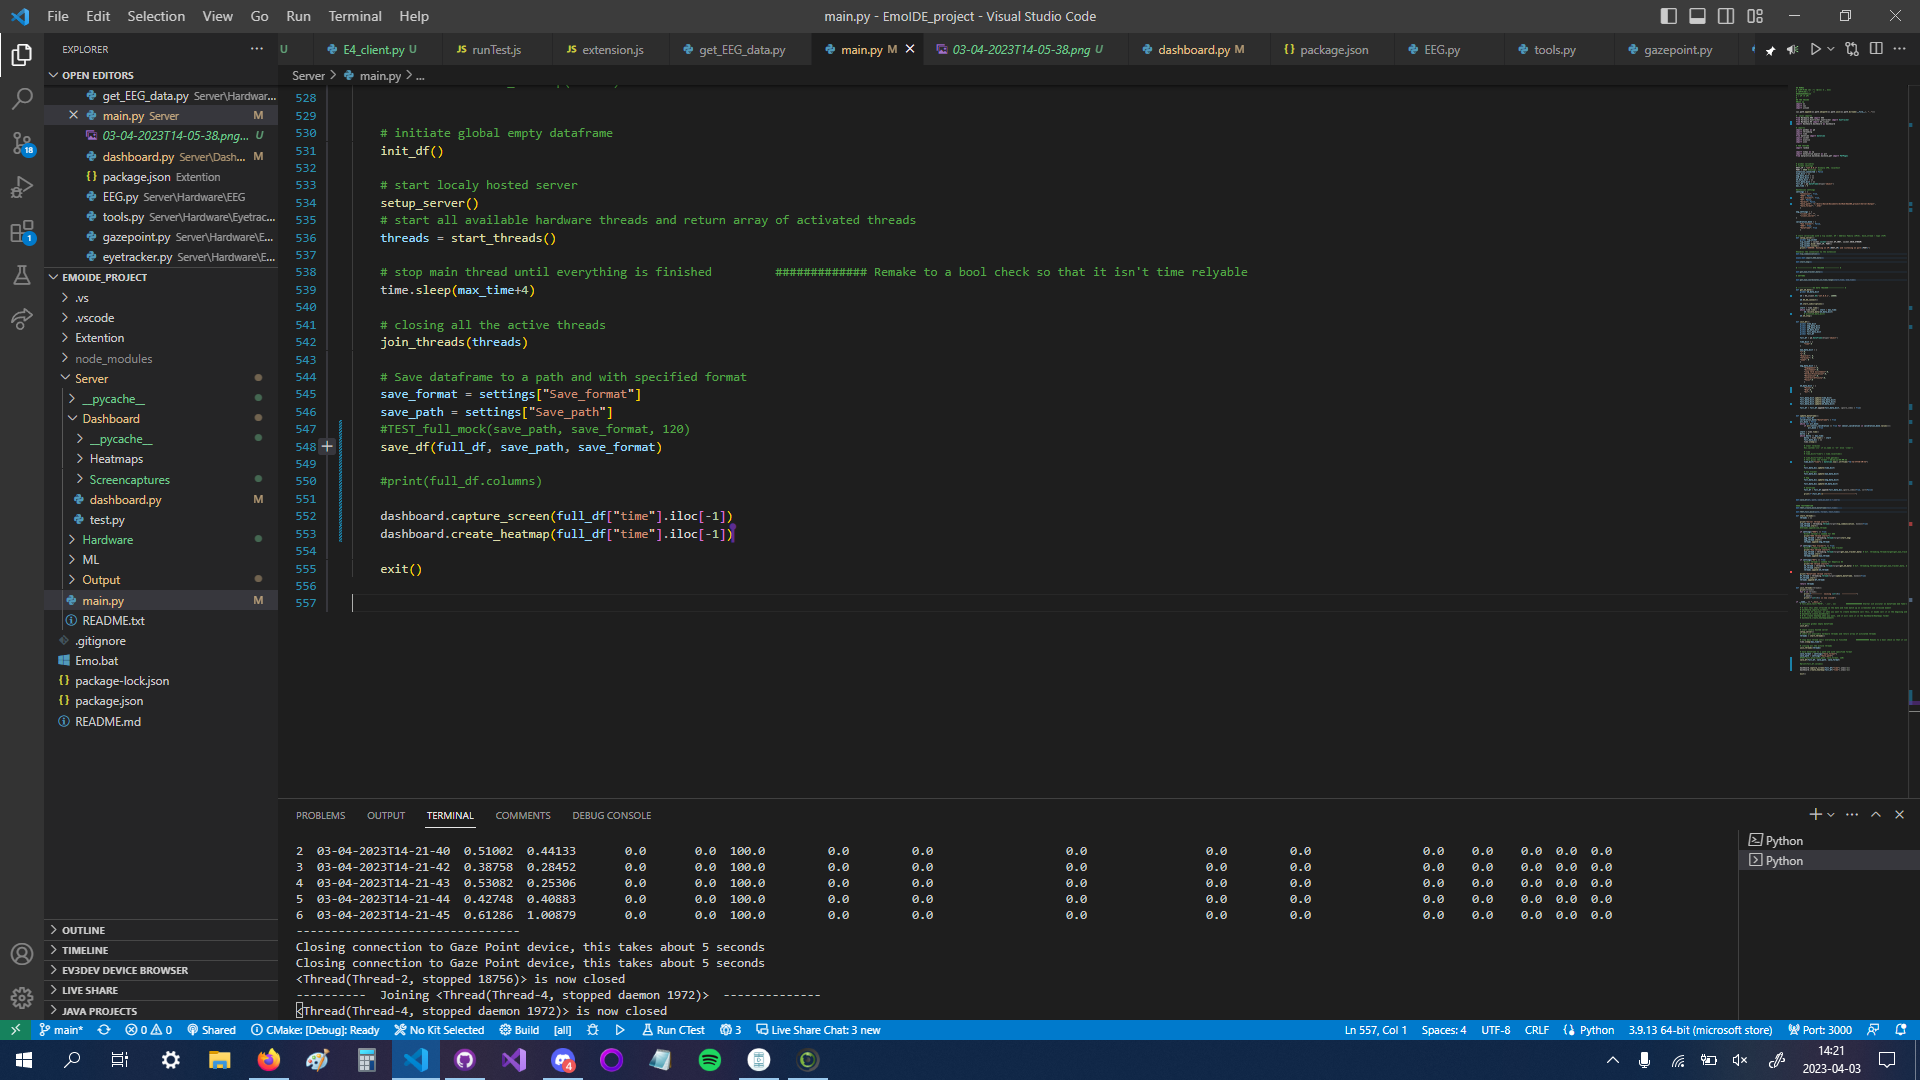 File Edit Selection View Go Run Terminal Help
main.py - EmoIDE_project - Visual Studio Code
EXPLORER
U
E4_client.py U
JS runTest.js
JS extension.js
get_EEG_data.py
main.py M
03-04-2023T14-05-38.png U
dashboard.py M
{} package.json
EEG.py
tools.py
gazepoint.py
Server > main.py > ...
OPEN EDITORS
get_EEG_data.py Server\Hardwar...
main.py Server M
03-04-2023T14-05-38.png... U
dashboard.py Server\Dash... M
{} package.json Extention
EEG.py Server\Hardware\EEG
tools.py Server\Hardware\Eyetrac...
gazepoint.py Server\Hardware\E...
eyetracker.py Server\Hardware\E...
EMOIDE_PROJECT
.vs
.vscode
Extention
node_modules
Server
__pycache__
Dashboard
__pycache__
Heatmaps
Screencaptures
dashboard.py M
test.py
Hardware
ML
Output
main.py M
README.txt
.gitignore
Emo.bat
{} package-lock.json
{} package.json
README.md
OUTLINE
TIMELINE
EV3DEV DEVICE BROWSER
LIVE SHARE
JAVA PROJECTS
18
1
528
529
530 # initiate global empty dataframe
531 init_df()
532
533 # start localy hosted server
534 setup_server()
535 # start all available hardware threads and return array of activated threads
536 threads = start_threads()
537
538 # stop main thread until everything is finished ############# Remake to a bool check so that it isn't time relyable
539 time.sleep(max_time+4)
540
541 # closing all the active threads
542 join_threads(threads)
543
544 # Save dataframe to a path and with specified format
545 save_format = settings["Save_format"]
546 save_path = settings["Save_path"]
547 #TEST_full_mock(save_path, save_format, 120)
548 save_df(full_df, save_path, save_format)
549
550 #print(full_df.columns)
551
552 dashboard.capture_screen(full_df["time"].iloc[-1])
553 dashboard.create_heatmap(full_df["time"].iloc[-1])
554
555 exit()
556
557
PROBLEMS OUTPUT TERMINAL COMMENTS DEBUG CONSOLE
Python
Python
2 03-04-2023T14-21-40 0.51002 0.44133 0.0 0.0 100.0 0.0 0.0 0.0 0.0 0.0 0.0 0.0 0.0 0.0 0.0
3 03-04-2023T14-21-42 0.38758 0.28452 0.0 0.0 100.0 0.0 0.0 0.0 0.0 0.0 0.0 0.0 0.0 0.0 0.0
4 03-04-2023T14-21-43 0.53082 0.25306 0.0 0.0 100.0 0.0 0.0 0.0 0.0 0.0 0.0 0.0 0.0 0.0 0.0
5 03-04-2023T14-21-44 0.42748 0.40883 0.0 0.0 100.0 0.0 0.0 0.0 0.0 0.0 0.0 0.0 0.0 0.0 0.0
6 03-04-2023T14-21-45 0.61286 1.00879 0.0 0.0 100.0 0.0 0.0 0.0 0.0 0.0 0.0 0.0 0.0 0.0 0.0
--------------------------------
Closing connection to Gaze Point device, this takes about 5 seconds
Closing connection to Gaze Point device, this takes about 5 seconds
<Thread(Thread-2, stopped 18756)> is now closed
---------- Joining <Thread(Thread-4, stopped daemon 1972)> --------------
<Thread(Thread-4, stopped daemon 1972)> is now closed
main* 0 0 Shared CMake: [Debug]: Ready No Kit Selected Build [all] Run CTest 3 Live Share Chat: 3 new
Ln 557, Col 1 Spaces: 4 UTF-8 CRLF Python 3.9.13 64-bit (microsoft store) Port: 3000
4
14:21
2023-04-03